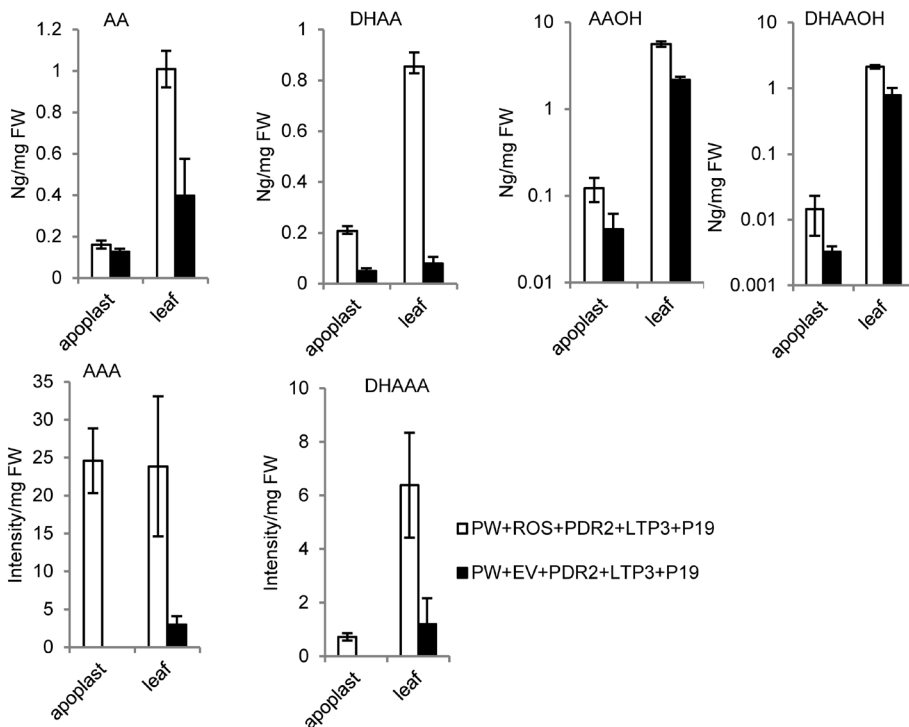 AA
Ng/mg FW
1.2
1
0.8
0.6
0.4
0.2
0
apoplast
leaf
DHAA
Ng/mg FW
1
0.8
0.6
0.4
0.2
0
apoplast
leaf
AAOH
Ng/mg FW
10
1
0.1
0.01
apoplast
leaf
DHAAOH
Ng/mg FW
10
1
0.1
0.01
0.001
apoplast
leaf
AAA
Intensity/mg FW
35
30
25
20
15
10
5
0
apoplast
leaf
DHAAA
Intensity/mg FW
10
8
6
4
2
0
apoplast
leaf
PW+ROS+PDR2+LTP3+P19
PW+EV+PDR2+LTP3+P19